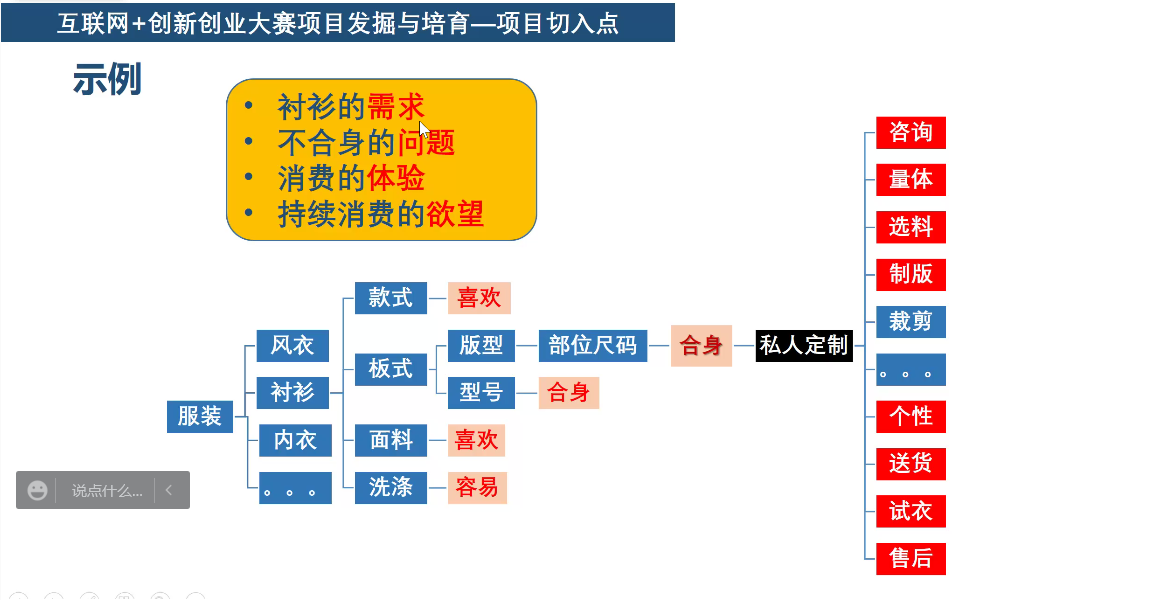 互联网+创新创业大赛项目发掘与培育—项目切入点
示例
• 衬衫的需求
• 不合身的问题
• 消费的体验
• 持续消费的欲望
服装
风衣
衬衫
内衣
。。。
款式
喜欢
板式
版型
部位尺码
合身
型号
合身
面料
喜欢
洗涤
容易
私人定制
咨询
量体
选料
制版
裁剪
。。。
个性
送货
试衣
售后
说点什么...